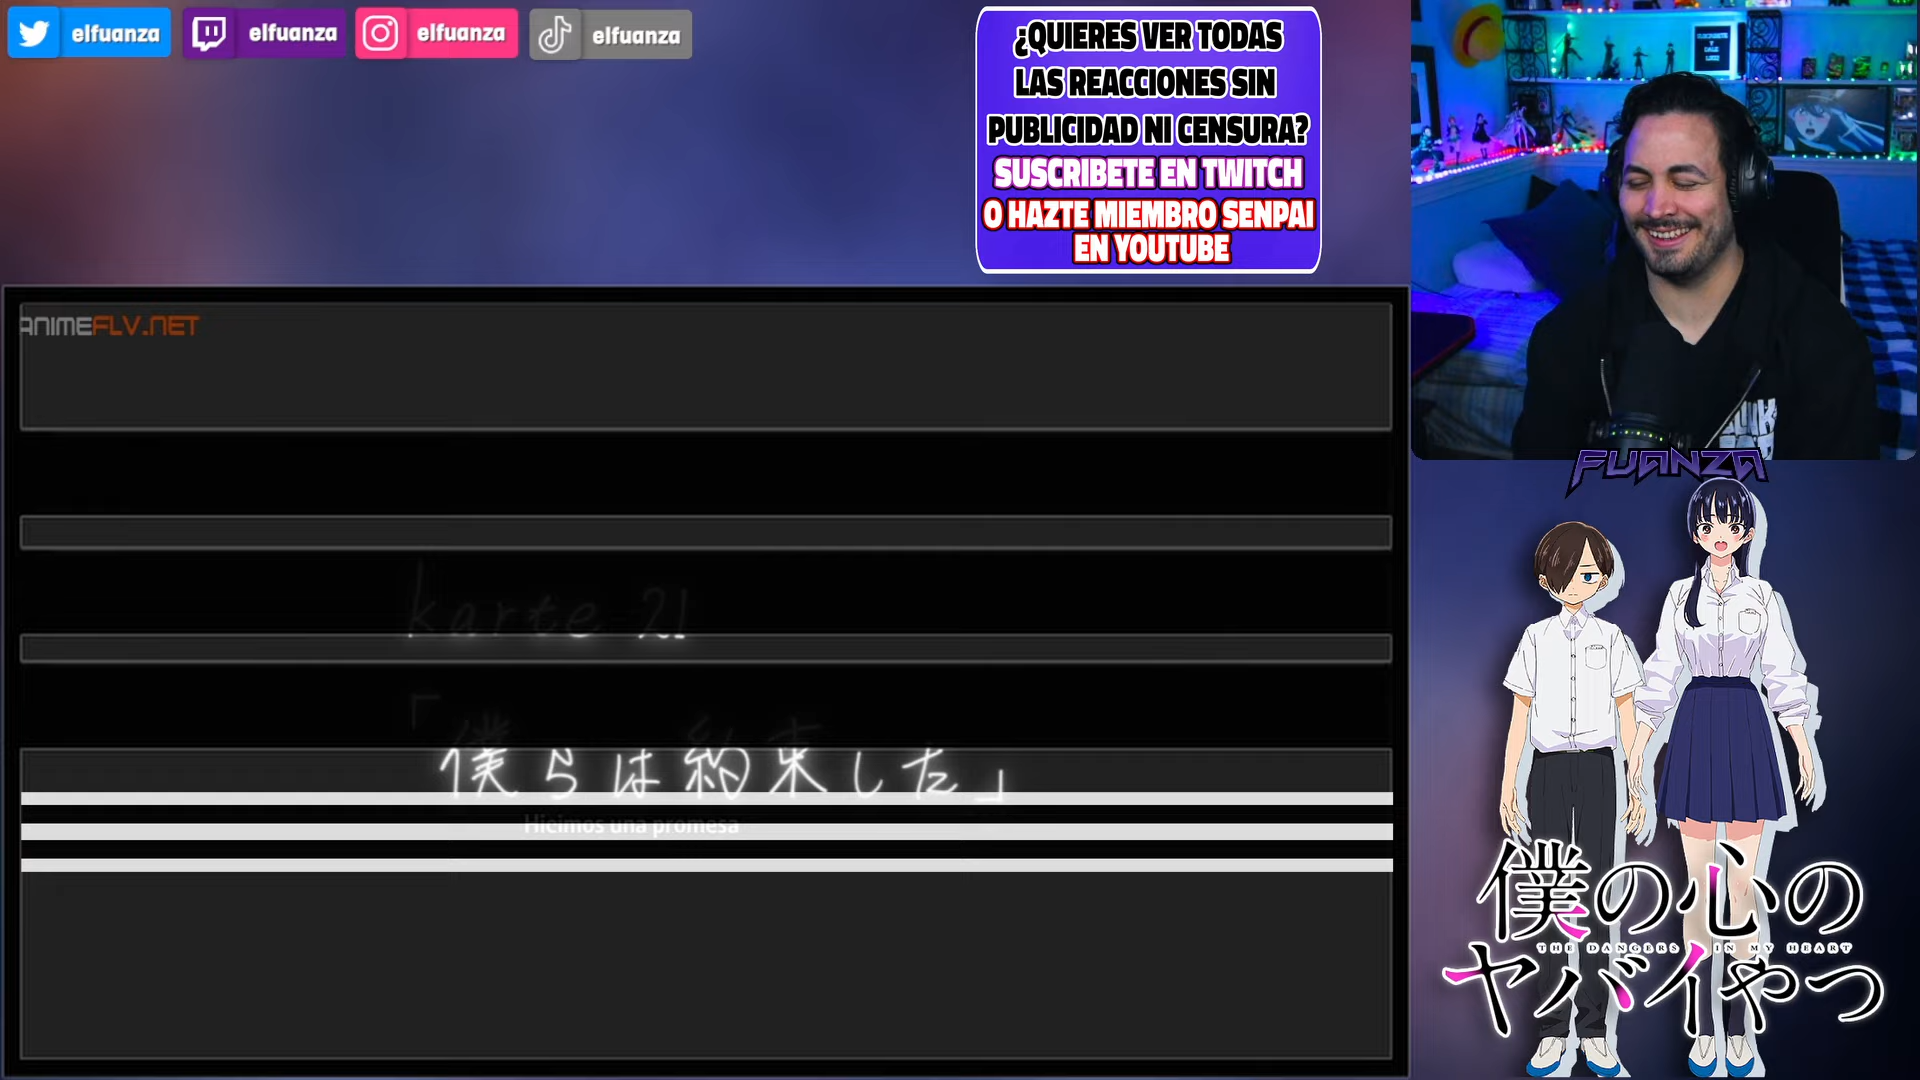 elfuanza
elfuanza
elfuanza
elfuanza
¿QUIERES VER TODAS
LAS REACCIONES SIN
PUBLICIDAD NI CENSURA?
SUSCRIBETE EN TWITCH
O HAZTE MIEMBRO SENPAI
EN YOUTUBE
ANIMEFLV.NET
karte 21
「僕らは約束した」
Hicimos una promesa
FUANZA
僕の心の
THE DANGERS IN MY HEART
ヤバイやつ